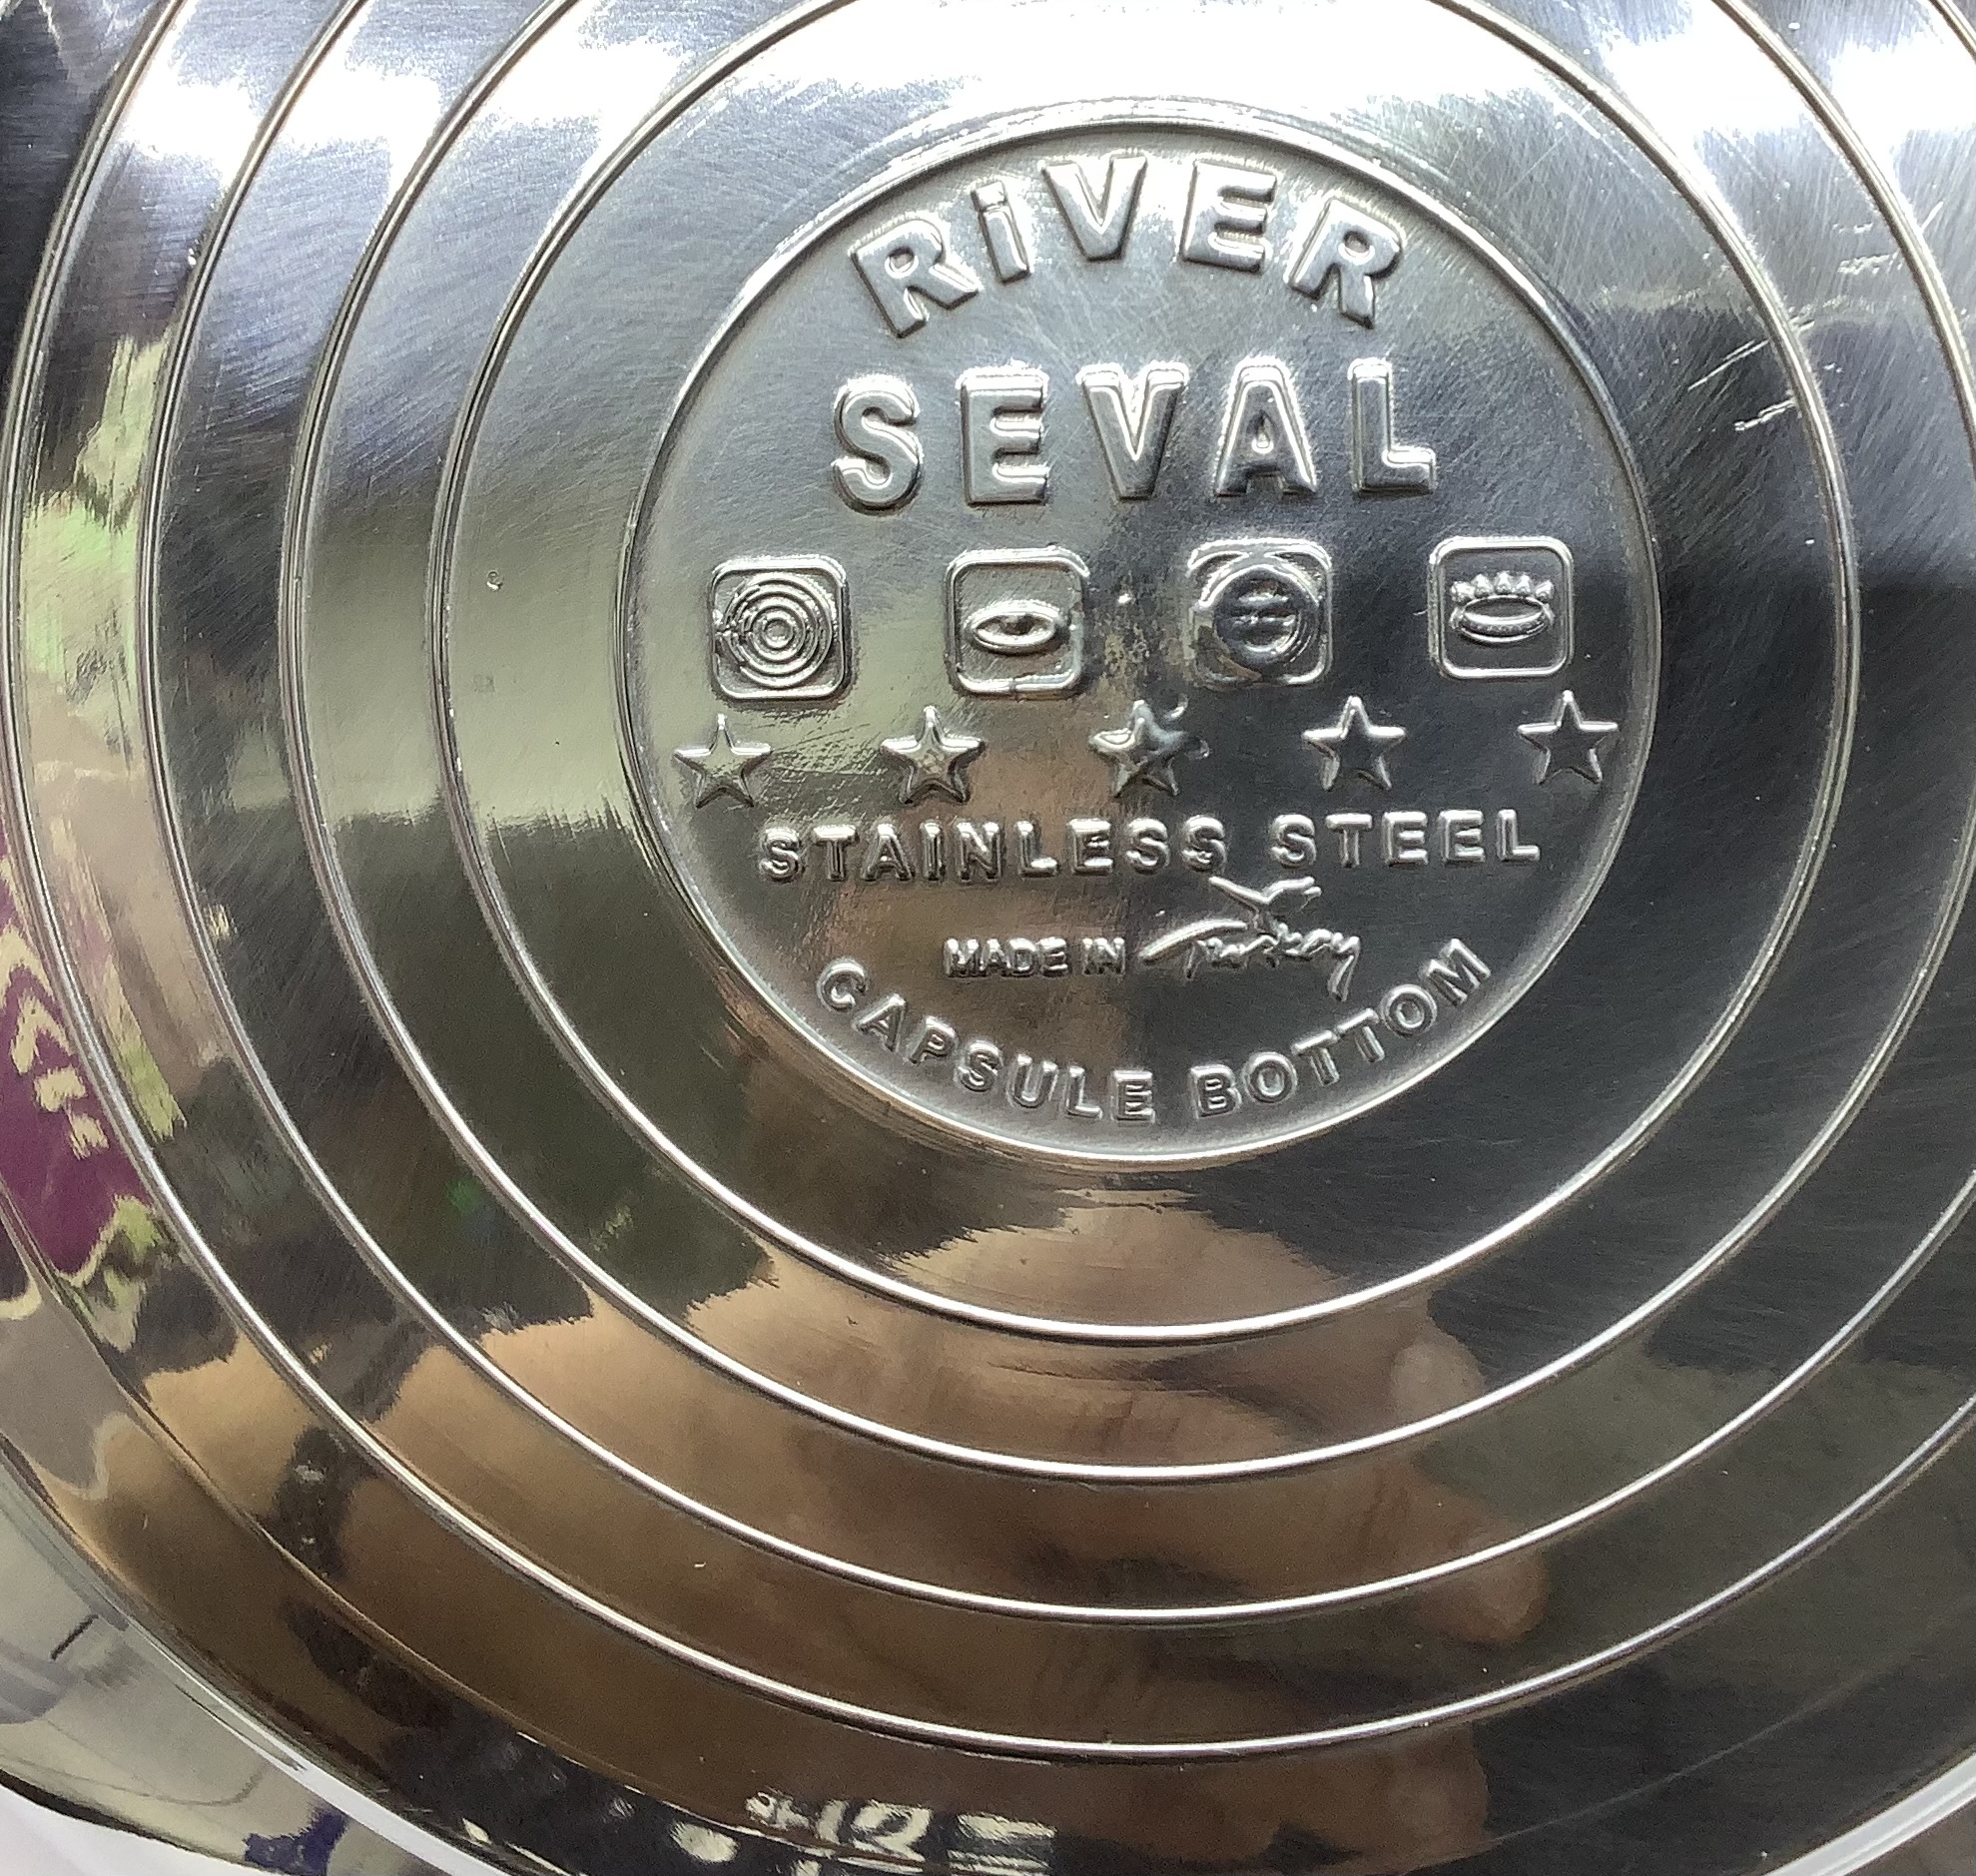 RiVER
SEVAL
STAINLESS STEEL
MADE IN Turkey
CAPSULE BOTTOM